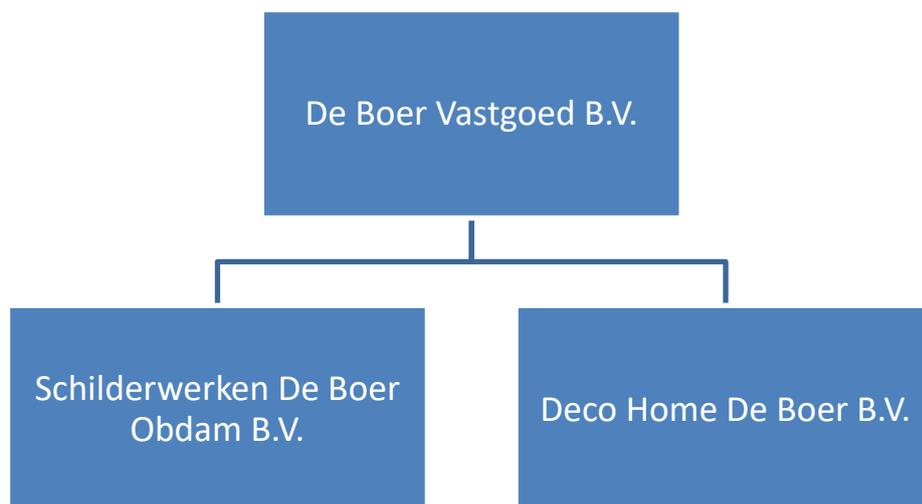 De Boer Vastgoed B.V.
Schilderwerken De Boer
Obdam B.V.
Deco Home De Boer B.V.